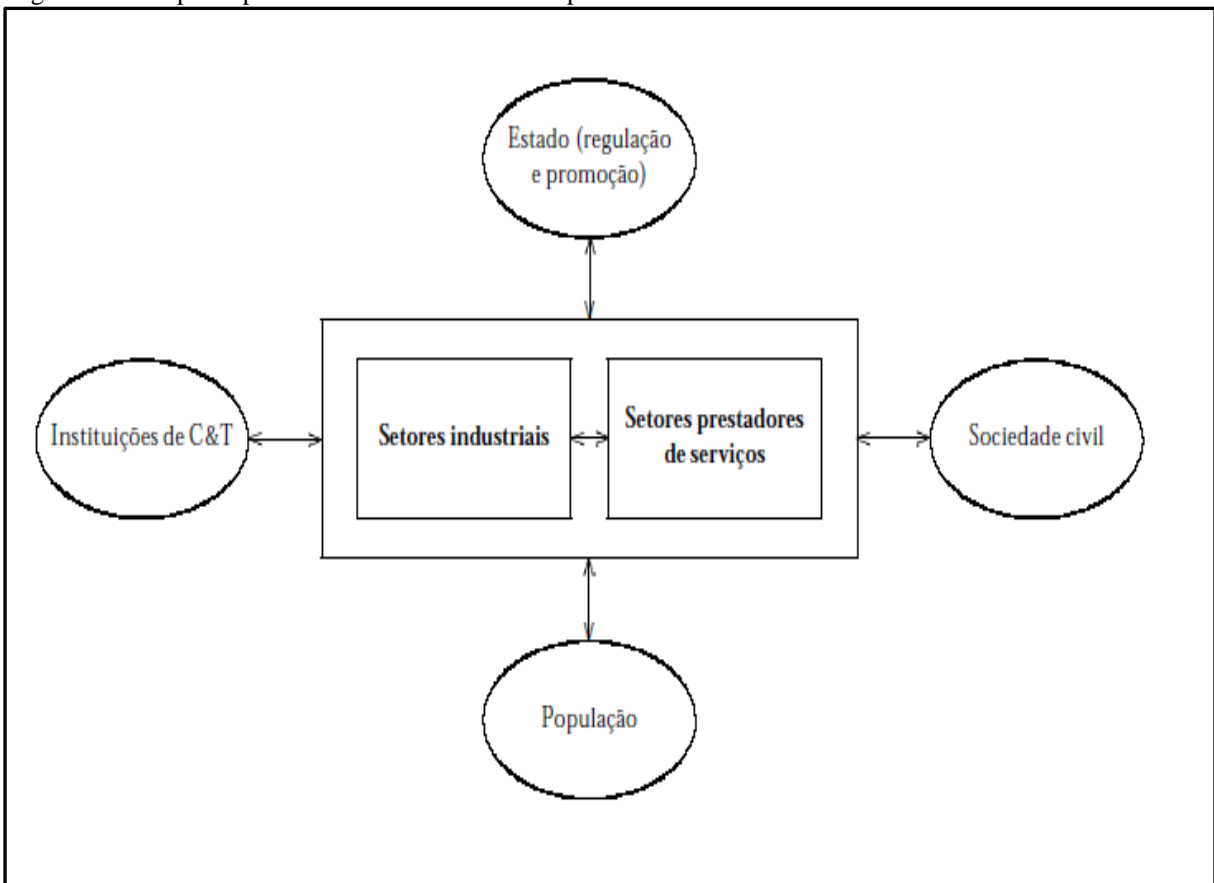 Estado (regulação
e promoção)
Instituições de C&T
Setores industriais
Setores prestadores
de serviços
Sociedade civil
População